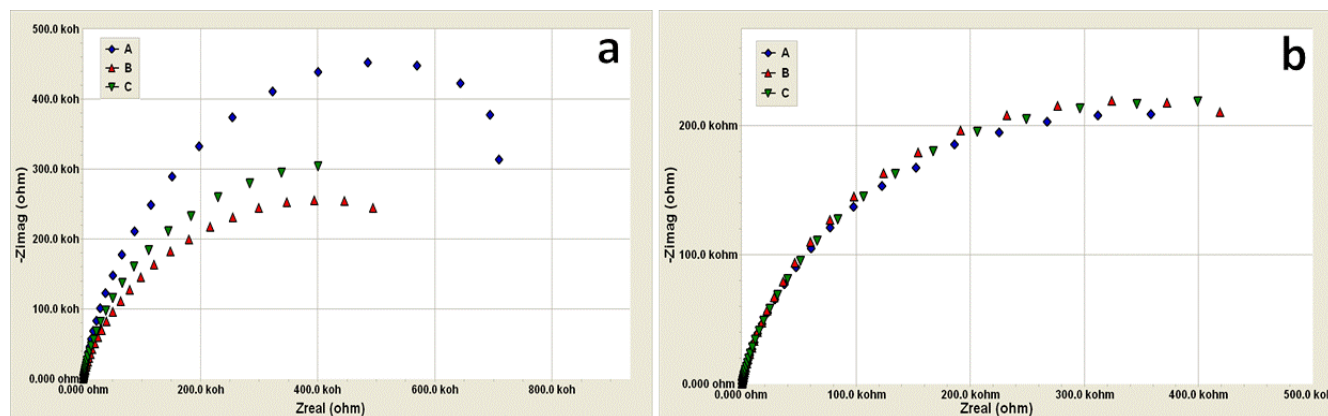 a
A
B
C
500.0 koh
400.0 koh
300.0 koh
200.0 koh
100.0 koh
0.000 ohm
-Zimag (ohm)
0.000 ohm 200.0 koh 400.0 koh 600.0 koh 800.0 koh
Zreal (ohm)
b
A
B
C
200.0 kohm
100.0 kohm
0.000 ohm
-Zimag (ohm)
0.000 ohm 100.0 kohm 200.0 kohm 300.0 kohm 400.0 kohm 500.0 koh
Zreal (ohm)